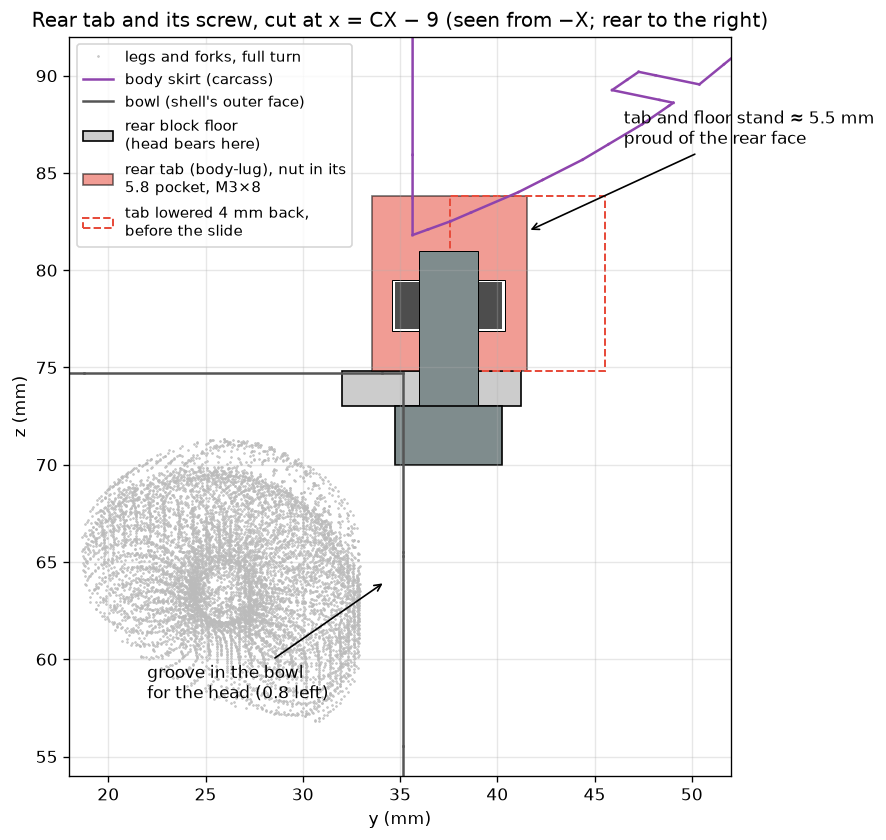 Rear tab and its screw, cut at x = CX − 9 (seen from −X; rear to the right)
legs and forks, full turn
body skirt (carcass)
bowl (shell's outer face)
rear block floor
(head bears here)
rear tab (body-lug), nut in its
5.8 pocket, M3×8
tab lowered 4 mm back,
before the slide
tab and floor stand ≈ 5.5 mm
proud of the rear face
groove in the bowl
for the head (0.8 left)
90
85
80
75
70
65
60
55
z (mm)
20 25 30 35 40 45 50
y (mm)